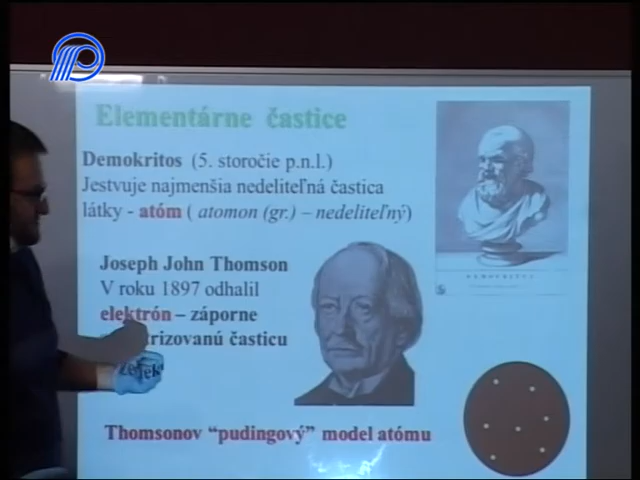 Elementárne častice
Demokritos (5. storočie p.n.l.)
Jestvuje najmenšia nedeliteľná častica
látky - atóm ( atomon (gr.) – nedeliteľný)
Joseph John Thomson
V roku 1897 odhalil
elektrón – záporne
časticu
Thomsonov “pudingový” model atómu